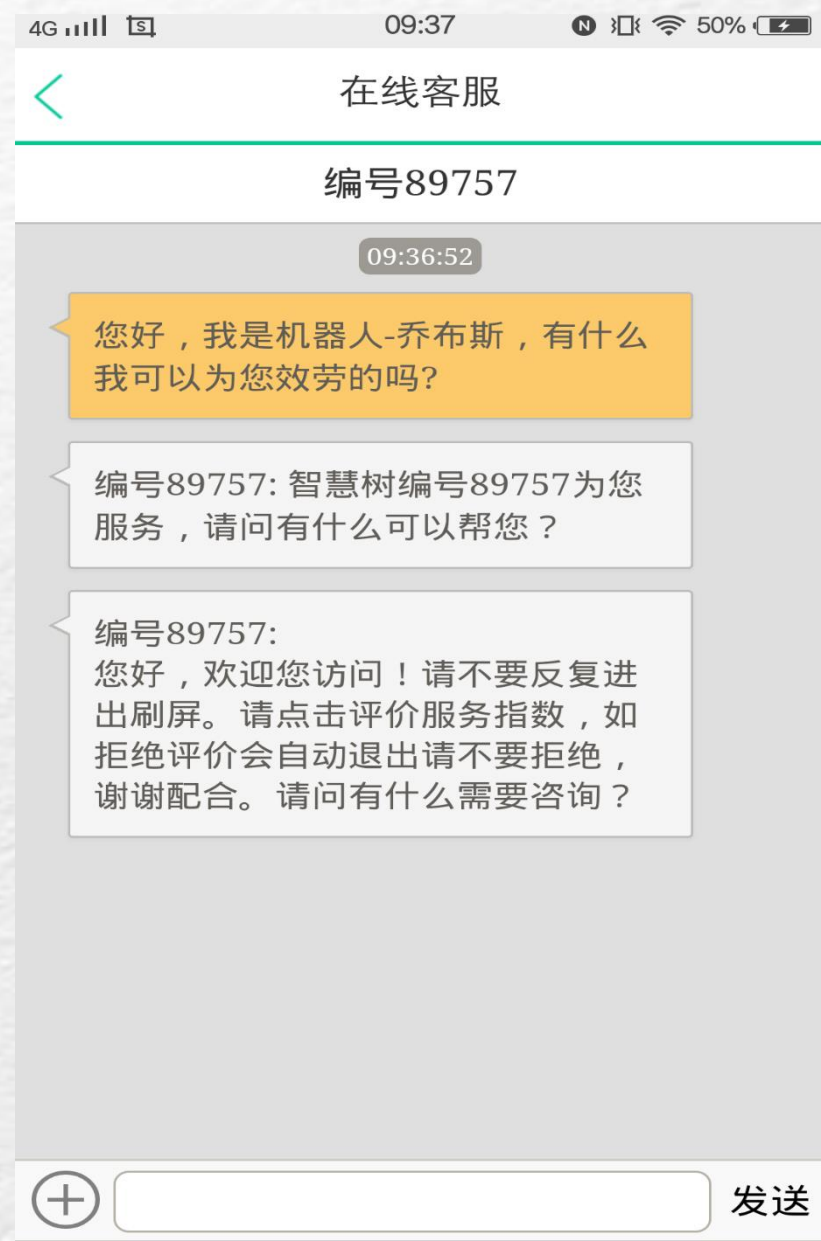 4G 09:37 N 50%
在线客服
编号89757
09:36:52
您好，我是机器人-乔布斯，有什么
我可以为您效劳的吗?
编号89757: 智慧树编号89757为您
服务，请问有什么可以帮您？
编号89757:
您好，欢迎您访问！请不要反复进
出刷屏。请点击评价服务指数，如
拒绝评价会自动退出请不要拒绝，
谢谢配合。请问有什么需要咨询？
发送